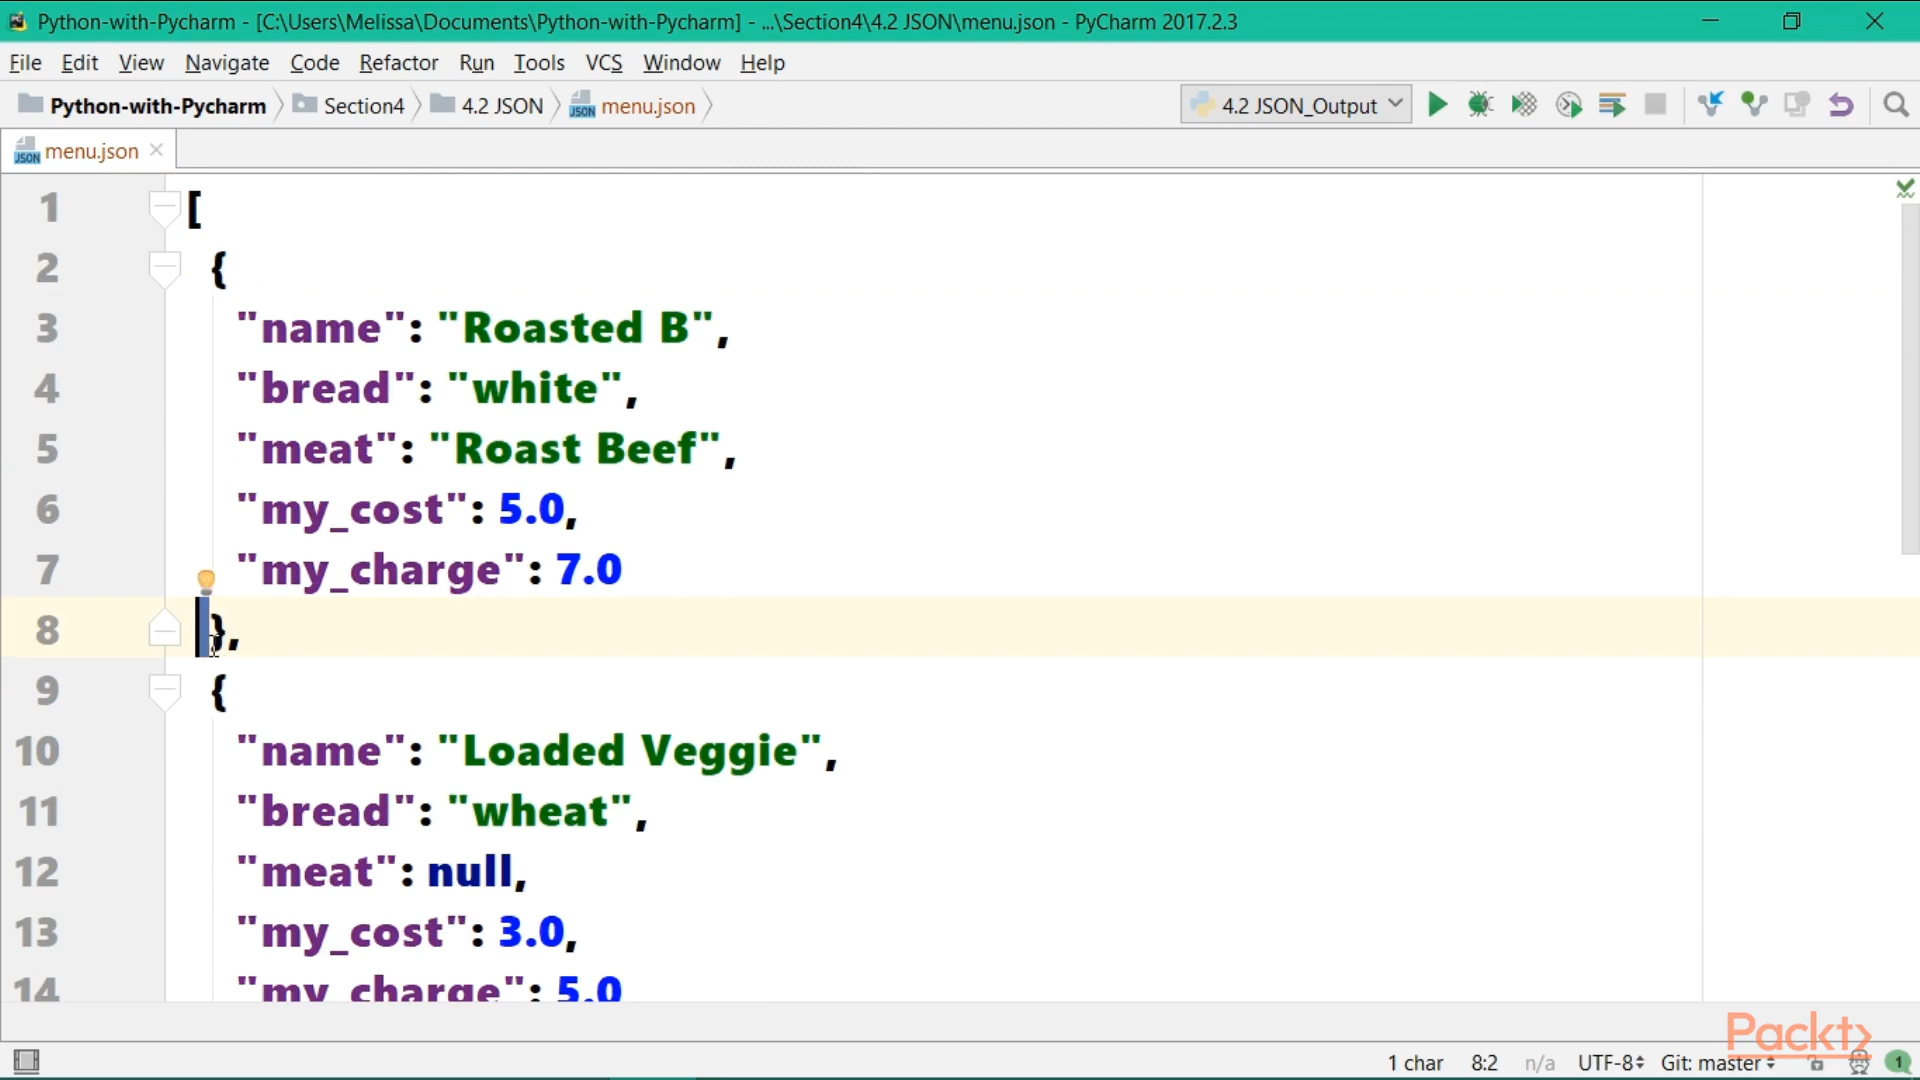 Python-with-Pycharm - [C:\Users\Melissa\Documents\Python-with-Pycharm] - ...\Section4\4.2 JSON\menu.json - PyCharm 2017.2.3
File Edit View Navigate Code Refactor Run Tools VCS Window Help
Python-with-Pycharm Section4 4.2 JSON JSON menu.json 4.2 JSON_Output
JSON menu.json
1 [
2 {
3 "name": "Roasted B",
4 "bread": "white",
5 "meat": "Roast Beef",
6 "my_cost": 5.0,
7 "my_charge": 7.0
8 },
9 {
10 "name": "Loaded Veggie",
11 "bread": "wheat",
12 "meat": null,
13 "my_cost": 3.0,
14 "my_charge": 5.0
Packt
1 char 8:2 n/a UTF-8 Git: master 1